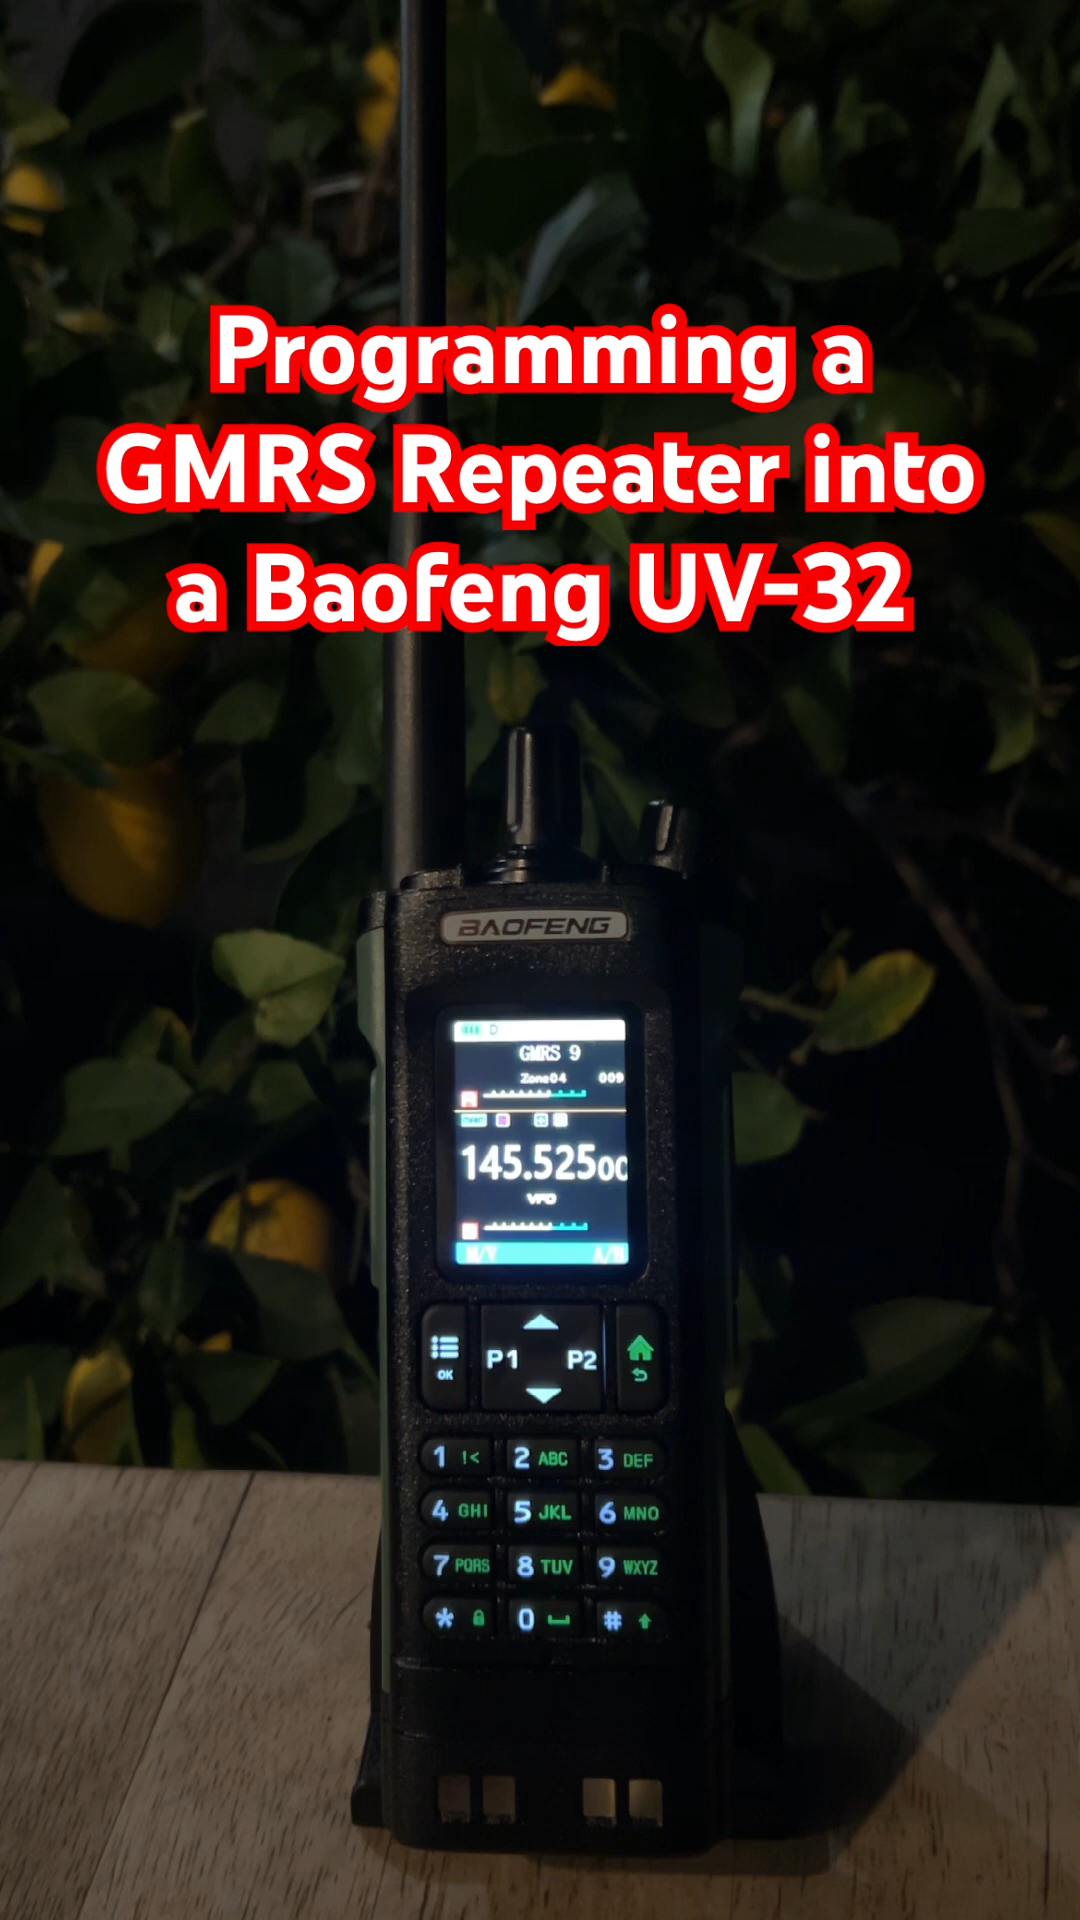 Programming a
GMRS Repeater into
a Baofeng UV-32
BAOFENG
D
GMRS 9
Zone04 009
145.52500
VFO
M/V A/B
OK
P1 P2
1 !< 2 ABC 3 DEF
4 GHI 5 JKL 6 MNO
7 PQRS 8 TUV 9 WXYZ
* 0 #